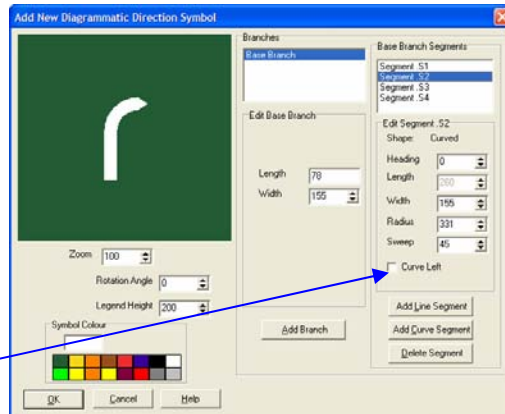 Add New Diagrammatic Direction Symbol
Branches
Base Branch
Base Branch Segments
Segment .S1
Segment .S2
Segment .S3
Segment .S4
Edit Base Branch
Length 78
Width 155
Edit Segment .S2
Shape: Curved
Heading 0
Length 260
Width 155
Radius 331
Sweep 45
Curve Left
Zoom 100
Rotation Angle 0
Legend Height 200
Symbol Colour
Add Branch
Add Line Segment
Add Curve Segment
Delete Segment
OK
Cancel
Help